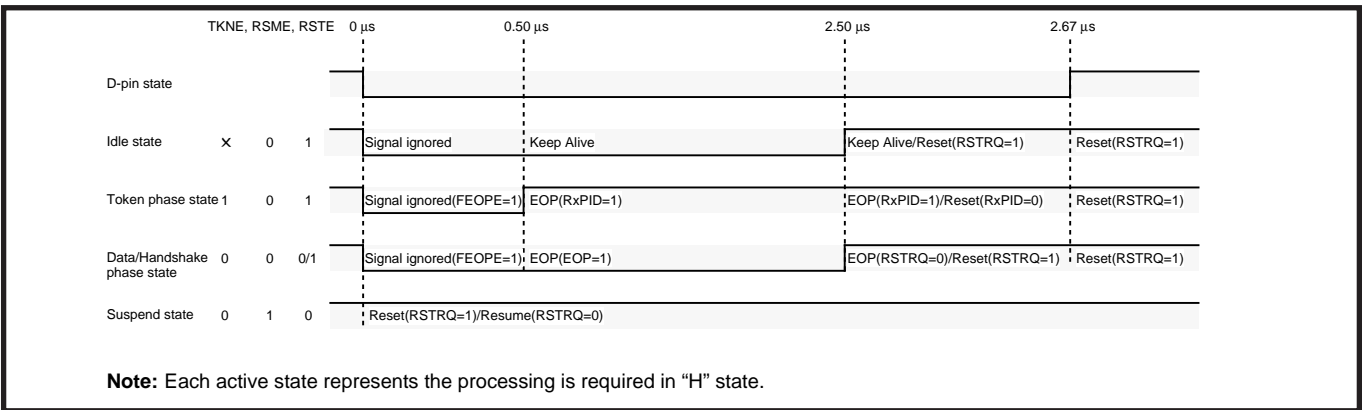 TKNE, RSME, RSTE 0 μs 0.50 μs 2.50 μs 2.67 μs
D-pin state
Idle state × 0 1 Signal ignored Keep Alive Keep Alive/Reset(RSTRQ=1) Reset(RSTRQ=1)
Token phase state 1 0 1 Signal ignored(FEOPE=1) EOP(RxPID=1) EOP(RxPID=1)/Reset(RxPID=0) Reset(RSTRQ=1)
Data/Handshake 0 0 0/1 Signal ignored(FEOPE=1) EOP(EOP=1) EOP(RSTRQ=0)/Reset(RSTRQ=1) Reset(RSTRQ=1)
phase state
Suspend state 0 1 0 Reset(RSTRQ=1)/Resume(RSTRQ=0)
Note: Each active state represents the processing is required in “H” state.